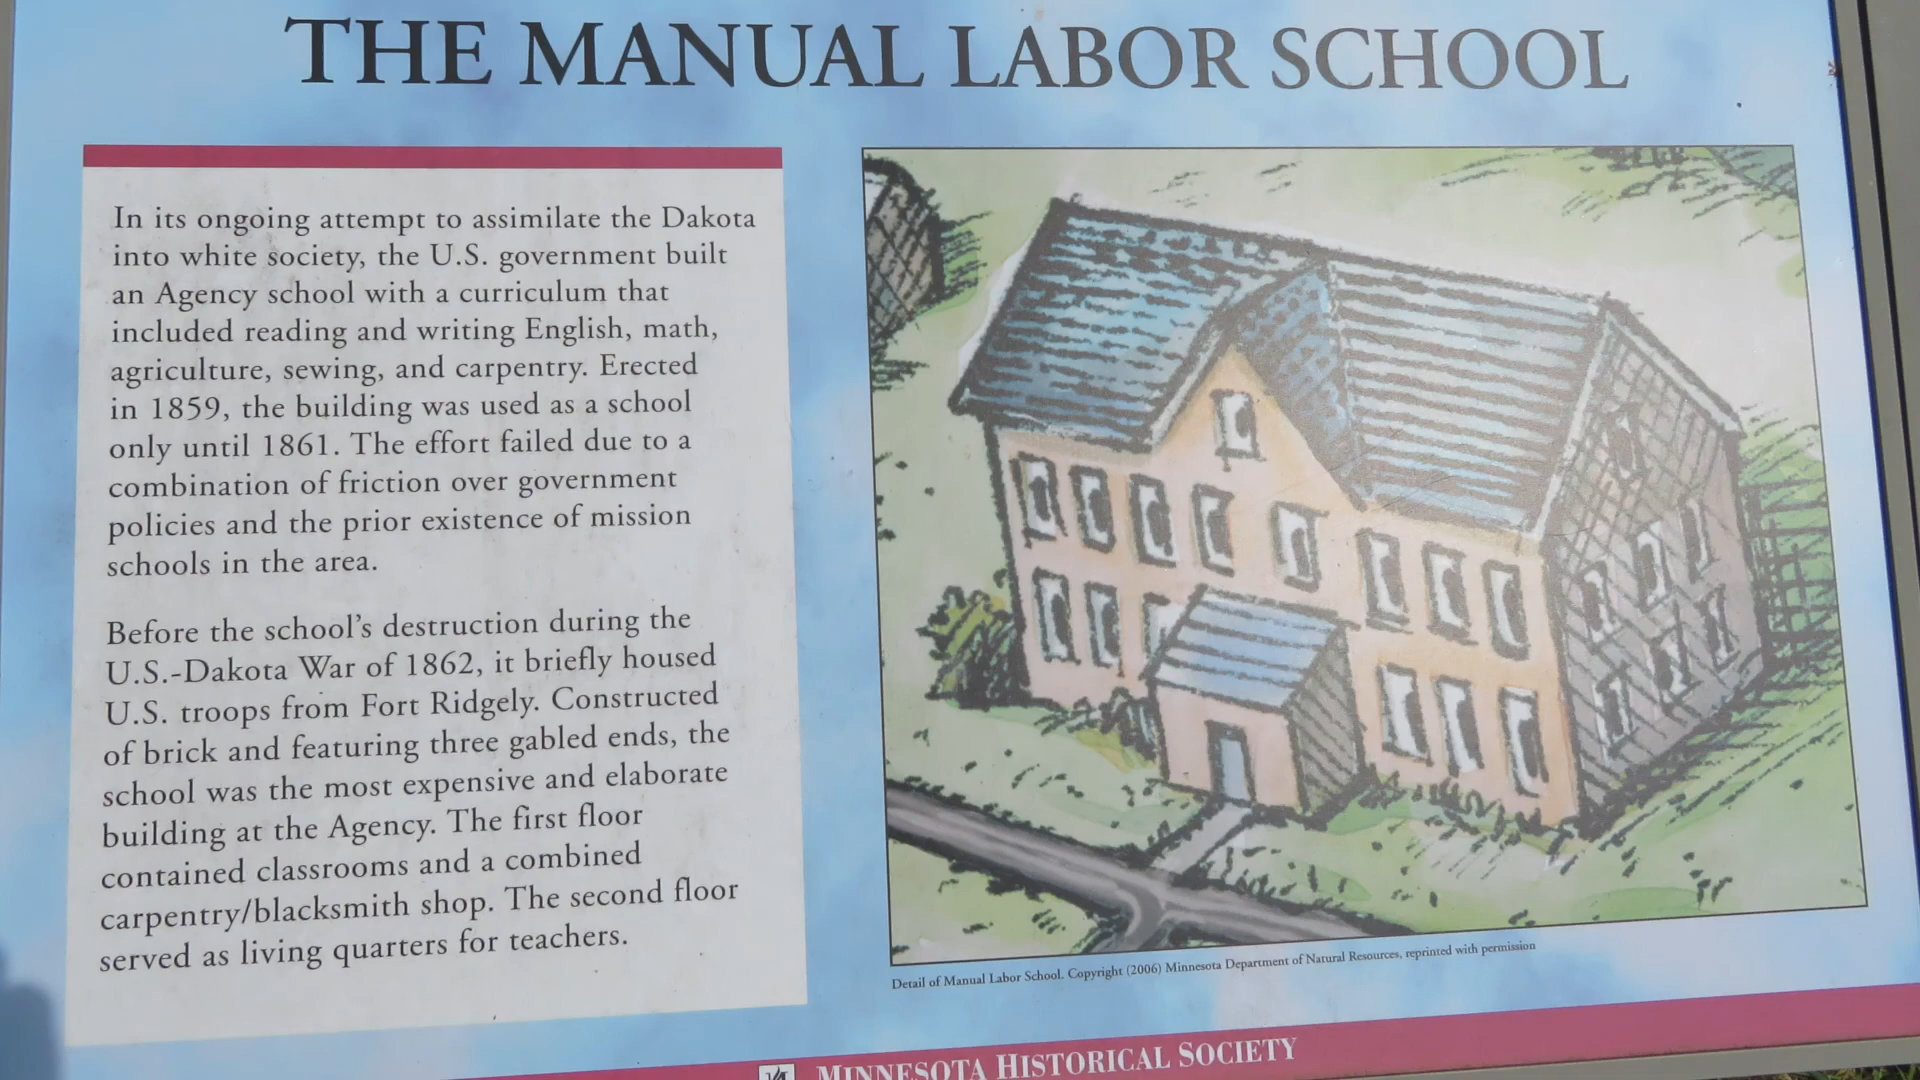 THE MANUAL LABOR SCHOOL
In its ongoing attempt to assimilate the Dakota
into white society, the U.S. government built
an Agency school with a curriculum that
included reading and writing English, math,
agriculture, sewing, and carpentry. Erected
in 1859, the building was used as a school
only until 1861. The effort failed due to a
combination of friction over government
policies and the prior existence of mission
schools in the area.
Before the school's destruction during the
U.S.-Dakota War of 1862, it briefly housed
U.S. troops from Fort Ridgely. Constructed
of brick and featuring three gabled ends, the
school was the most expensive and elaborate
building at the Agency. The first floor
contained classrooms and a combined
carpentry/blacksmith shop. The second floor
served as living quarters for teachers.
Detail of Manual Labor School. Copyright (2006) Minnesota Department of Natural Resources, reprinted with permission
MINNESOTA HISTORICAL SOCIETY